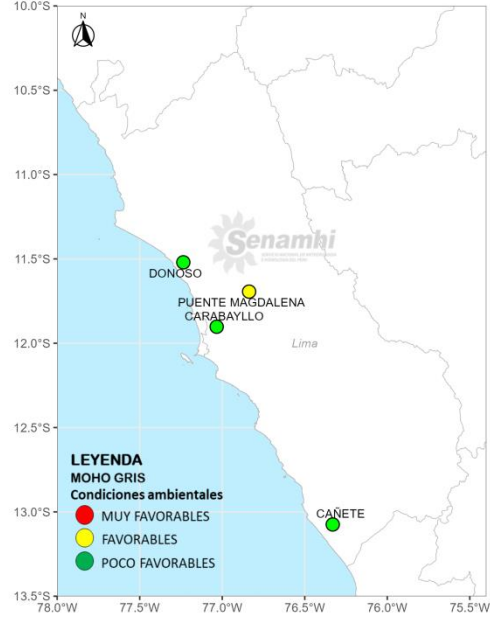 10.0°S
N
10.5°S
11.0°S
Senamhi
11.5°S
DONOSO
PUENTE MAGDALENA
CARABAYLLO
12.0°S
Lima
12.5°S
LEYENDA
MOHO GRIS
Condiciones ambientales
CAÑETE
13.0°S
MUY FAVORABLES
FAVORABLES
POCO FAVORABLES
13.5°S
78.0°W 77.5°W 77.0°W 76.5°W 76.0°W 75.5°W